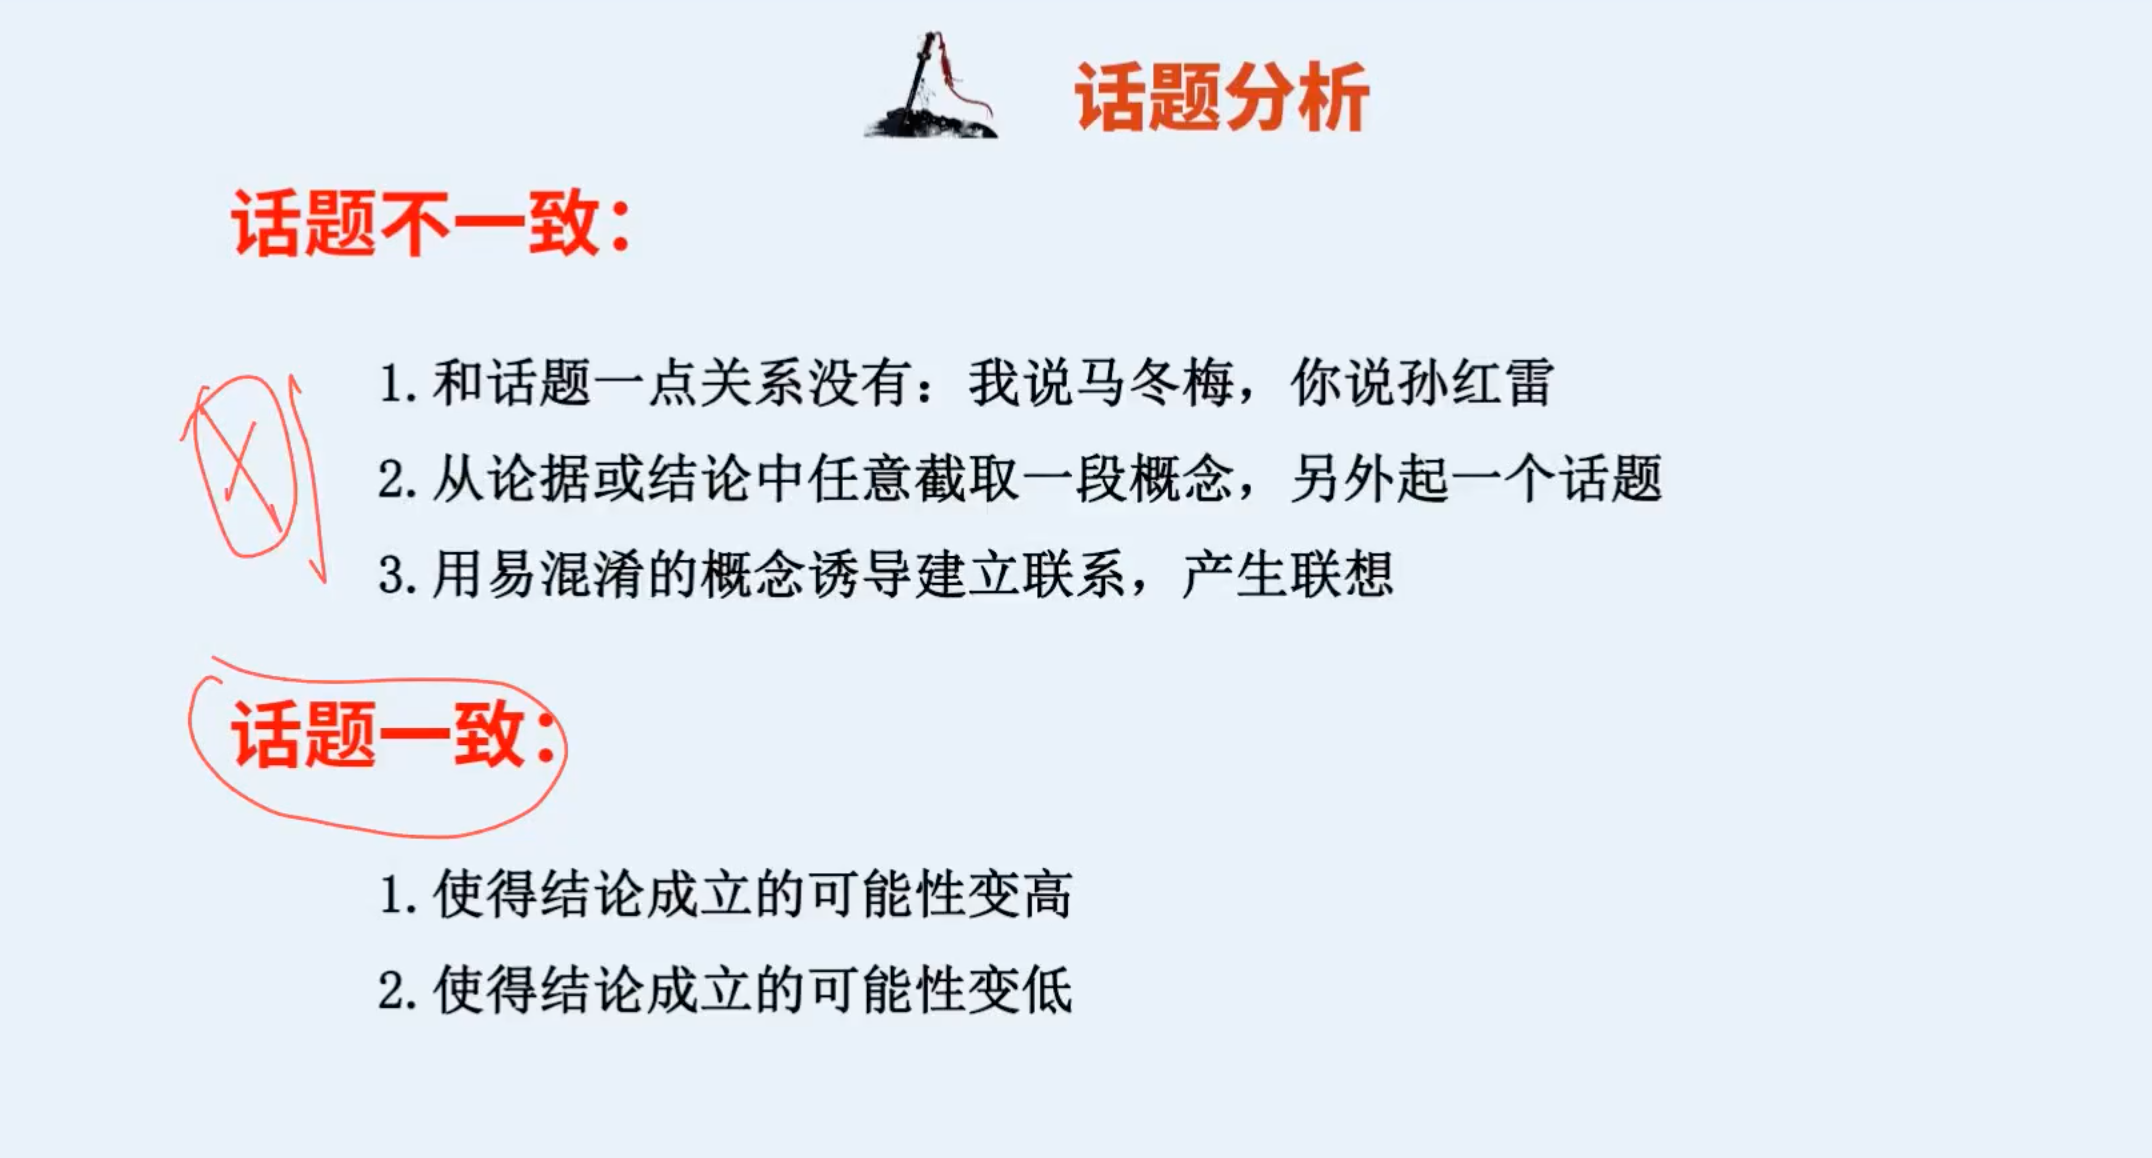 话题分析
话题不一致：
1. 和话题一点关系没有：我说马冬梅，你说孙红雷
2. 从论据或结论中任意截取一段概念，另外起一个话题
3. 用易混淆的概念诱导建立联系，产生联想
话题一致：
1. 使得结论成立的可能性变高
2. 使得结论成立的可能性变低